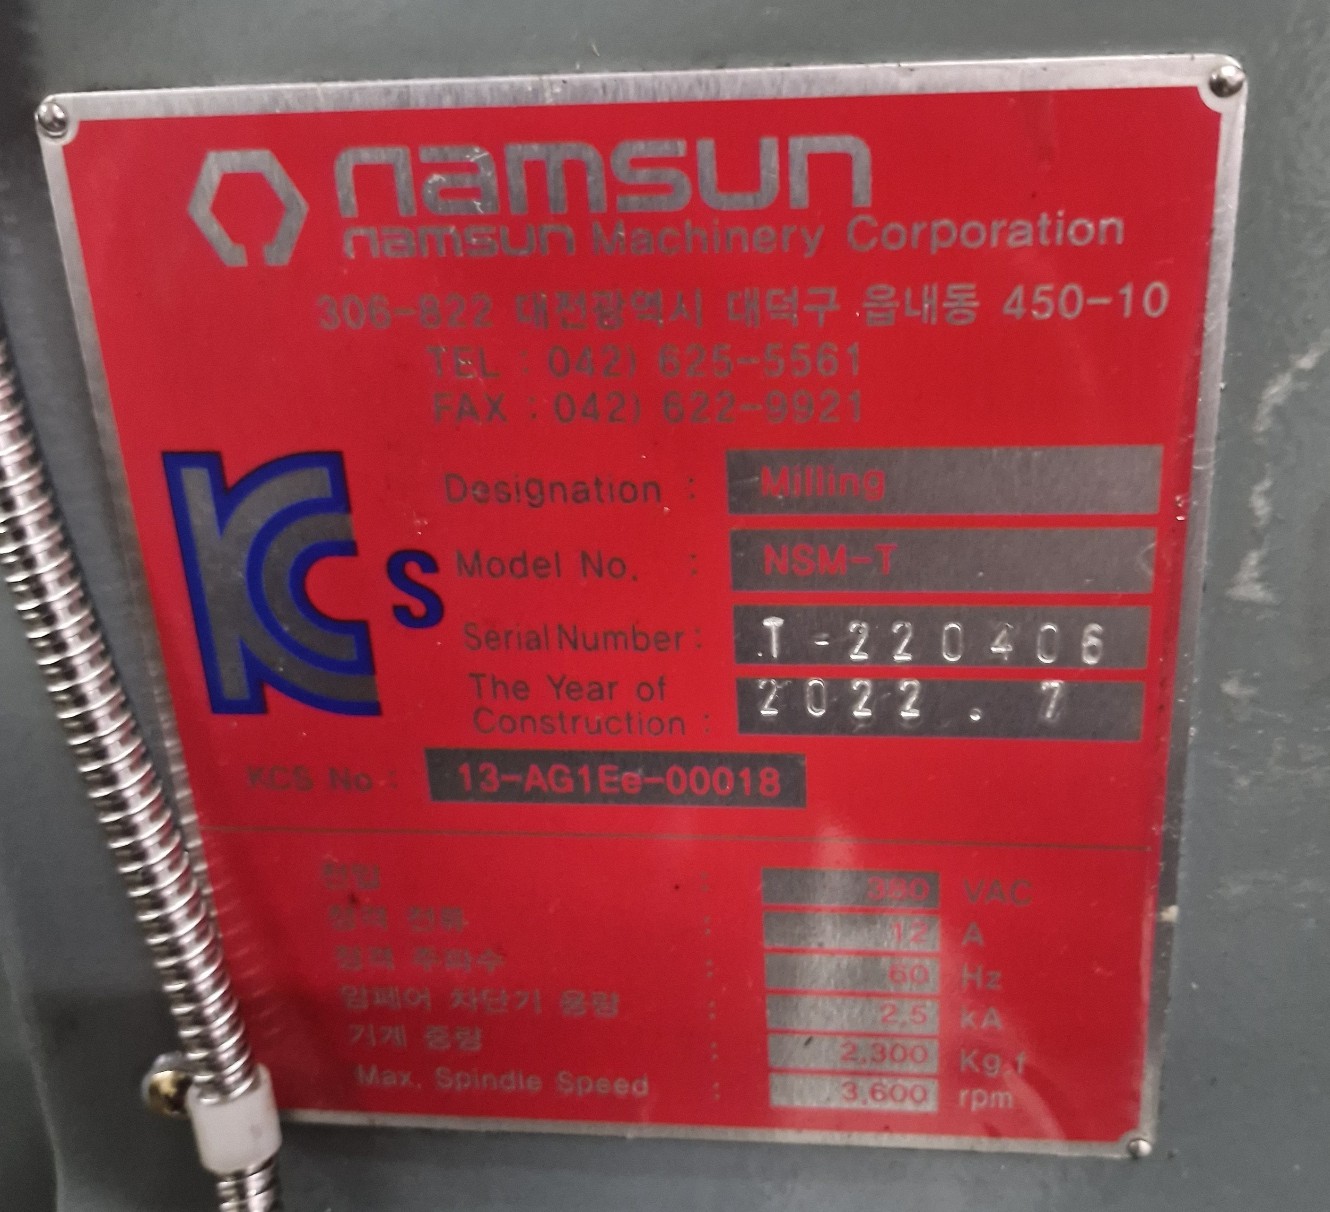 namsun
namsun Machinery Corporation
306-822 대전광역시 대덕구 읍내동 450-10
TEL : 042) 625-5561
FAX : 042) 622-9921
KCs
Designation : Milling
Model No. : NSM-T
Serial Number : T-220406
The Year of
Construction : 2022.7
KCS No : 13-AG1Ee-00018
전압 : 380 VAC
정격 전류 : 12 A
정격 주파수 : 60 Hz
암페어 차단기 용량 : 2.5 kA
기계 중량 : 2,300 Kg.f
Max. Spindle Speed : 3,600 rpm